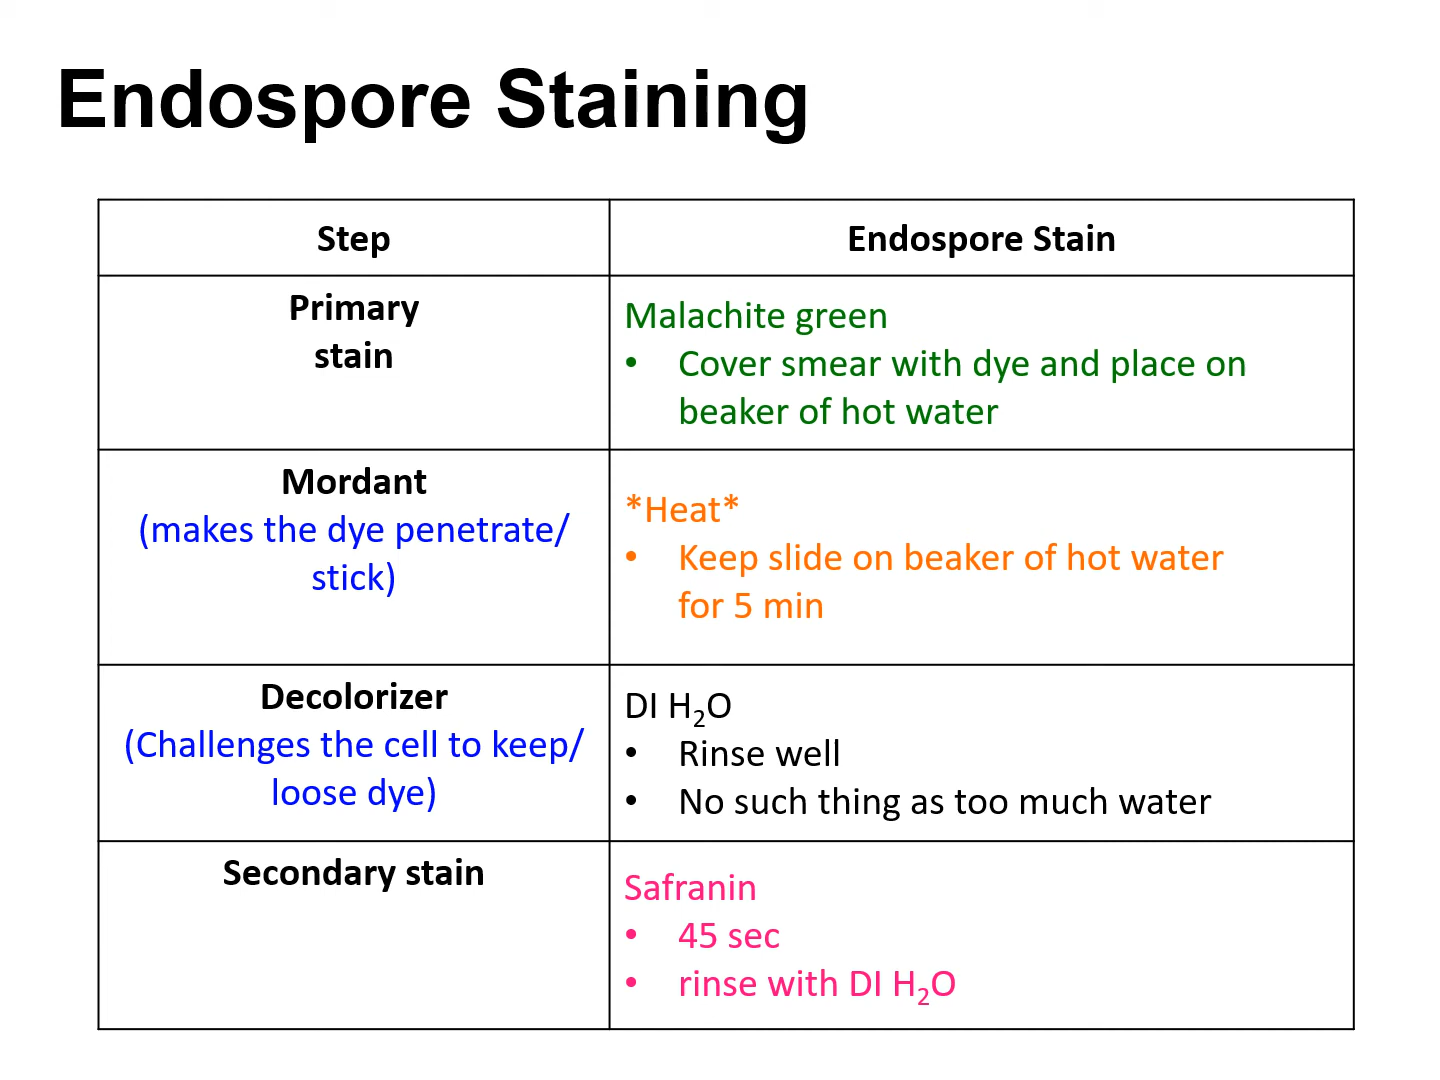 Endospore Staining
Step
Endospore Stain
Primary
stain
Malachite green
• Cover smear with dye and place on
beaker of hot water
Mordant
(makes the dye penetrate/
stick)
*Heat*
• Keep slide on beaker of hot water
for 5 min
Decolorizer
(Challenges the cell to keep/
loose dye)
DI H₂O
• Rinse well
• No such thing as too much water
Secondary stain
Safranin
• 45 sec
• rinse with DI H₂O